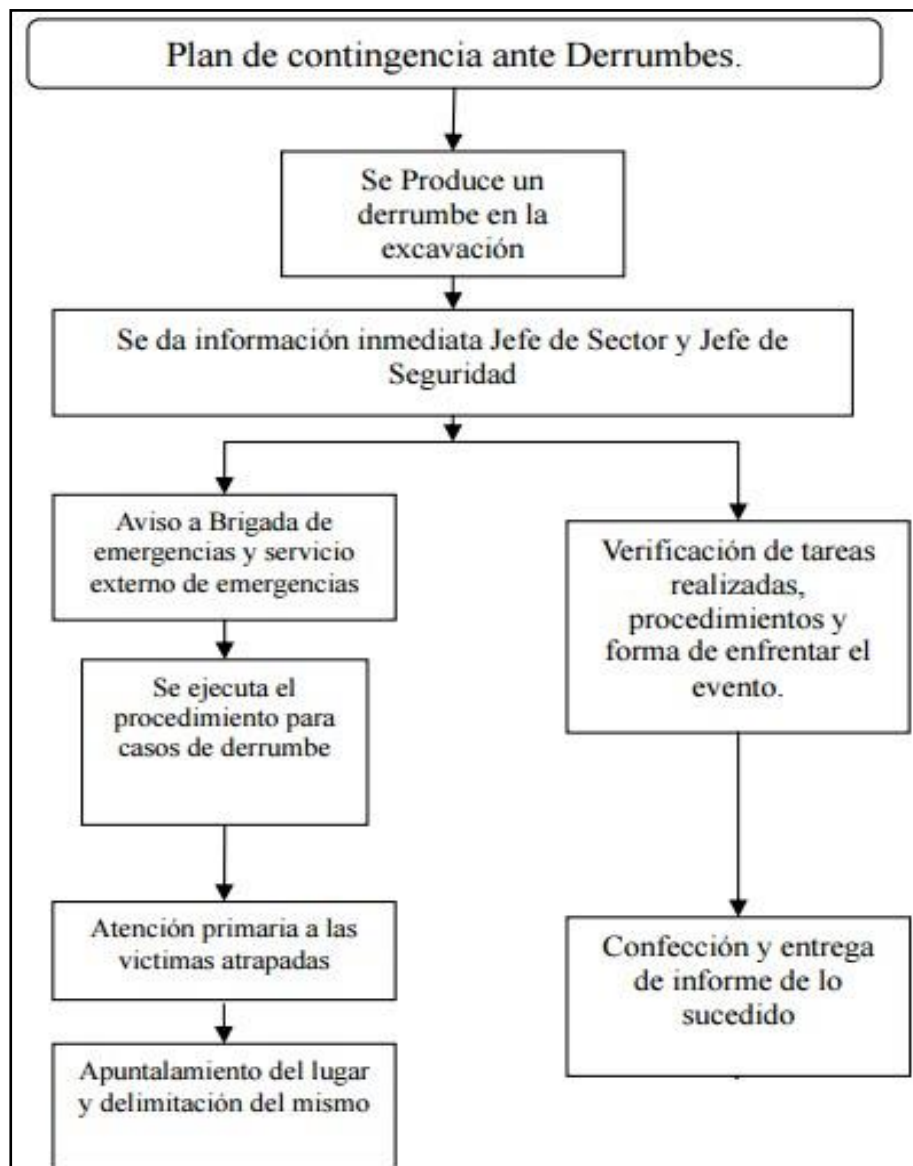 Plan de contingencia ante Derrumbes.
Se Produce un
derrumbe en la
excavación
Se da información inmediata Jefe de Sector y Jefe de
Seguridad
Aviso a Brigada de
emergencias y servicio
externo de emergencias
Se ejecuta el
procedimiento para
casos de derrumbe
Atención primaria a las
victimas atrapadas
Apuntalamiento del lugar
y delimitación del mismo
Verificación de tareas
realizadas,
procedimientos y
forma de enfrentar el
evento.
Confección y entrega
de informe de lo
sucedido